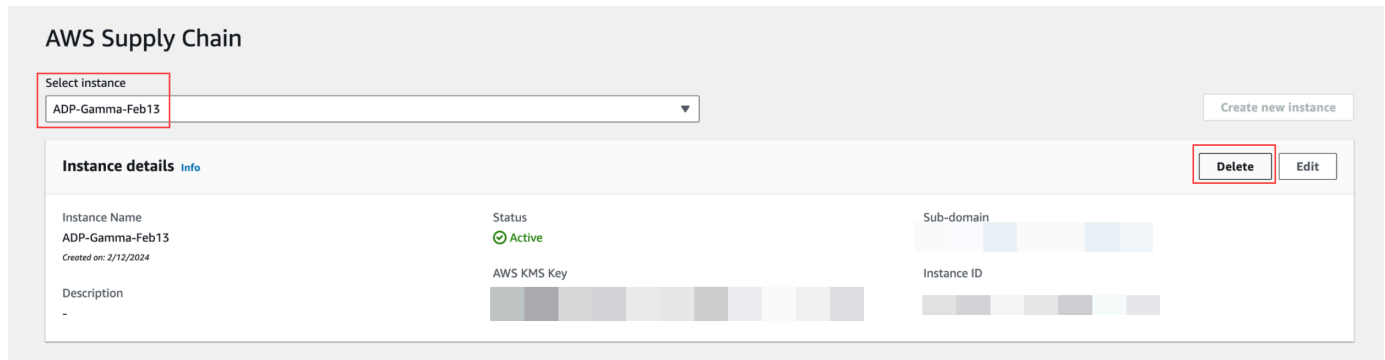 AWS Supply Chain
Select instance
ADP-Gamma-Feb13
Create new instance
Instance details Info
Delete
Edit
Instance Name
ADP-Gamma-Feb13
Created on: 2/12/2024
Description
-
Status
Active
AWS KMS Key
Sub-domain
Instance ID